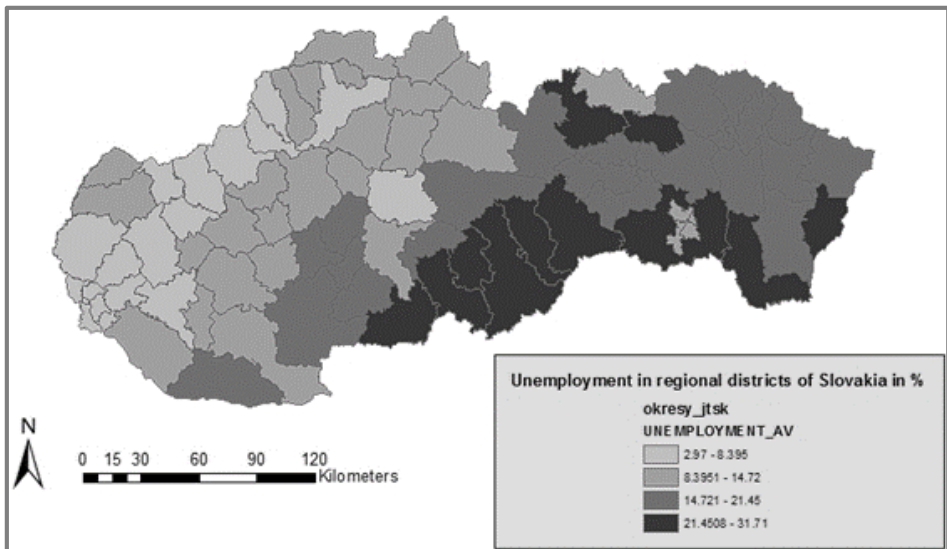 N
0 15 30 60 90 120
Kilometers
Unemployment in regional districts of Slovakia in %
okresy_jtsk
UNEMPLOYMENT_AV
2.97 - 8.395
8.3951 - 14.72
14.721 - 21.45
21.4508 - 31.71